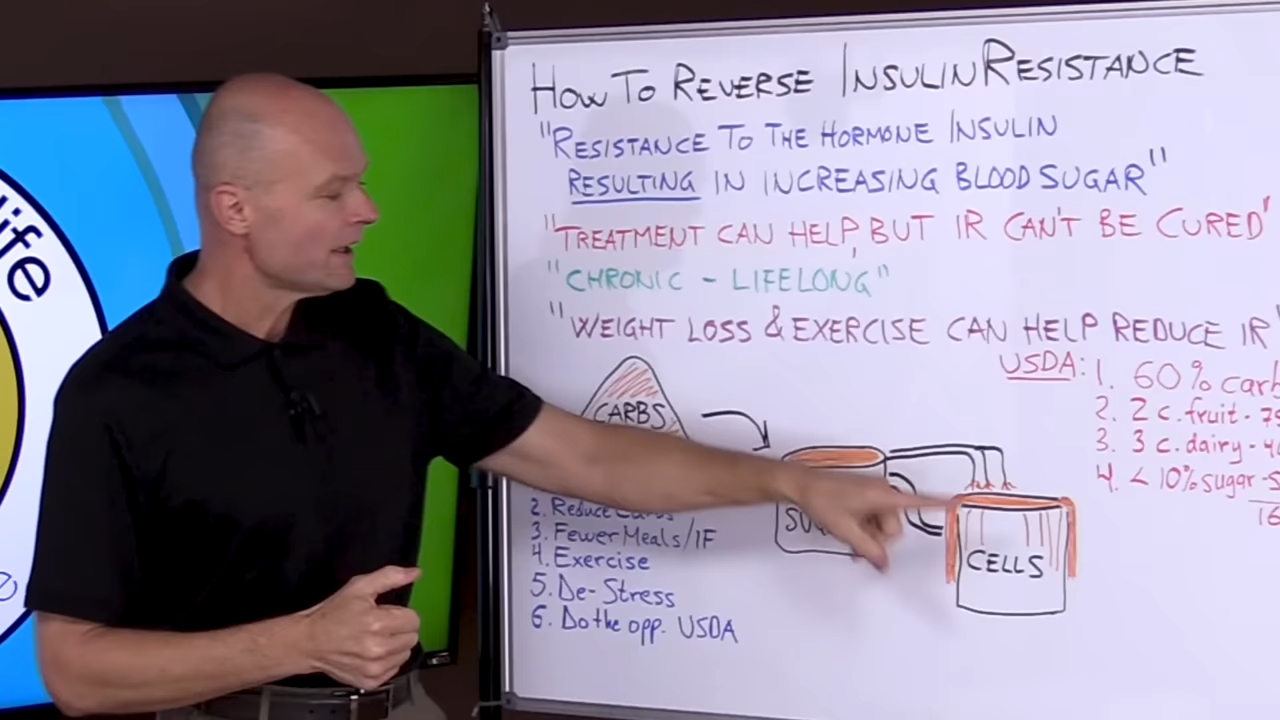 How To Reverse Insulin Resistance
"Resistance To The Hormone Insulin
Resulting in increasing blood sugar"
"Treatment can help, but IR can't be cured"
"Chronic - Lifelong"
"Weight loss & exercise can help reduce IR"
USDA: 1. 60% carb
2. 2 c. fruit -
3. 3 c. dairy -
4. < 10% sugar -
CARBS
CELLS
2. Reduce Carbs
3. Fewer Meals/IF
4. Exercise
5. De-Stress
6. Do the opp. USDA
life